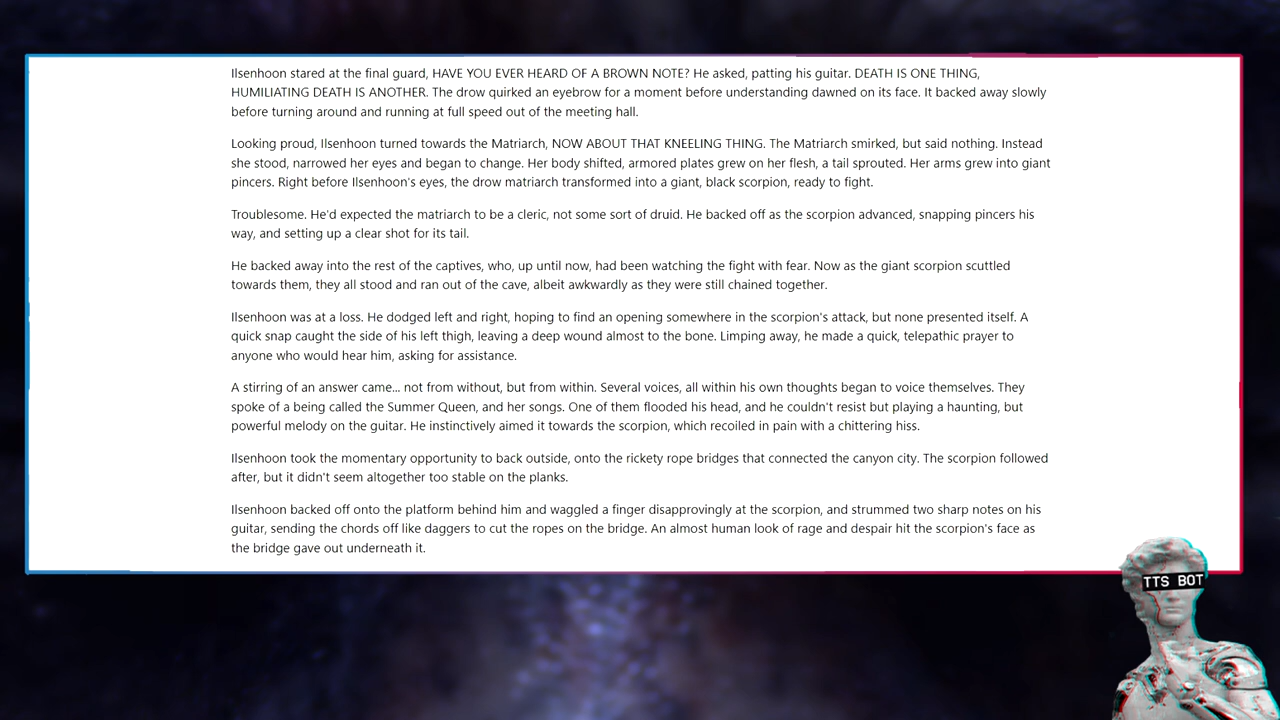 Ilsenhoon stared at the final guard, HAVE YOU EVER HEARD OF A BROWN NOTE? He asked, patting his guitar. DEATH IS ONE THING,
HUMILIATING DEATH IS ANOTHER. The drow quirked an eyebrow for a moment before understanding dawned on its face. It backed away slowly
before turning around and running at full speed out of the meeting hall.
Looking proud, Ilsenhoon turned towards the Matriarch, NOW ABOUT THAT KNEELING THING. The Matriarch smirked, but said nothing. Instead
she stood, narrowed her eyes and began to change. Her body shifted, armored plates grew on her flesh, a tail sprouted. Her arms grew into giant
pincers. Right before Ilsenhoon's eyes, the drow matriarch transformed into a giant, black scorpion, ready to fight.
Troublesome. He'd expected the matriarch to be a cleric, not some sort of druid. He backed off as the scorpion advanced, snapping pincers his
way, and setting up a clear shot for its tail.
He backed away into the rest of the captives, who, up until now, had been watching the fight with fear. Now as the giant scorpion scuttled
towards them, they all stood and ran out of the cave, albeit awkwardly as they were still chained together.
Ilsenhoon was at a loss. He dodged left and right, hoping to find an opening somewhere in the scorpion's attack, but none presented itself. A
quick snap caught the side of his left thigh, leaving a deep wound almost to the bone. Limping away, he made a quick, telepathic prayer to
anyone who would hear him, asking for assistance.
A stirring of an answer came... not from without, but from within. Several voices, all within his own thoughts began to voice themselves. They
spoke of a being called the Summer Queen, and her songs. One of them flooded his head, and he couldn't resist but playing a haunting, but
powerful melody on the guitar. He instinctively aimed it towards the scorpion, which recoiled in pain with a chittering hiss.
Ilsenhoon took the momentary opportunity to back outside, onto the rickety rope bridges that connected the canyon city. The scorpion followed
after, but it didn't seem altogether too stable on the planks.
Ilsenhoon backed off onto the platform behind him and waggled a finger disapprovingly at the scorpion, and strummed two sharp notes on his
guitar, sending the chords off like daggers to cut the ropes on the bridge. An almost human look of rage and despair hit the scorpion's face as
the bridge gave out underneath it.
TTS BOT